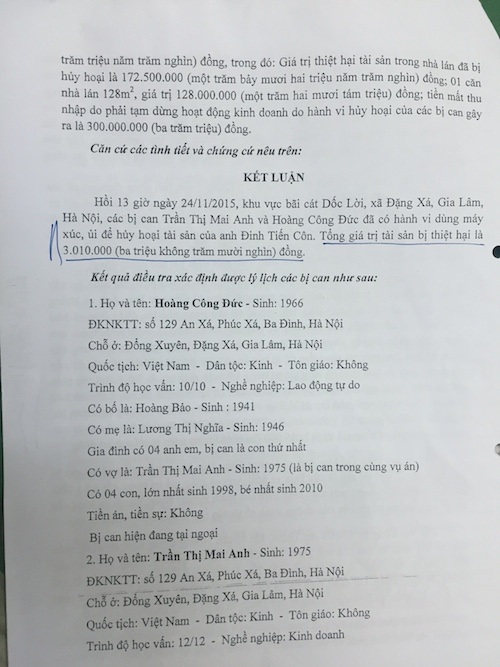 trăm triệu năm trăm nghìn) đồng, trong đó: Giá trị thiệt hại tài sản trong nhà lán đã bị
hủy hoại là 172.500.000 (một trăm bảy mươi hai triệu năm trăm nghìn) đồng; 01 căn
nhà lán 128m², giá trị 128.000.000 (một trăm hai mươi tám triệu) đồng; tiền mất thu
nhập do phải tạm dừng hoạt động kinh doanh do hành vi hủy hoại của các bị can gây
ra là 300.000.000 (ba trăm triệu) đồng.
Căn cứ các tình tiết và chứng cứ nêu trên:
KẾT LUẬN
Hồi 13 giờ ngày 24/11/2015, khu vực bãi cát Dốc Lời, xã Đặng Xá, Gia Lâm,
Hà Nội, các bị can Trần Thị Mai Anh và Hoàng Công Đức đã có hành vi dùng máy
xúc, ủi để hủy hoại tài sản của anh Đinh Tiến Côn. Tổng giá trị tài sản bị thiệt hại là
3.010.000 (ba triệu không trăm mười nghìn) đồng.
Kết quả điều tra xác định được lý lịch các bị can như sau:
1. Họ và tên: Hoàng Công Đức - Sinh: 1966
ĐKNKTT: số 129 An Xá, Phúc Xá, Ba Đình, Hà Nội
Chỗ ở: Đổng Xuyên, Đặng Xá, Gia Lâm, Hà Nội
Quốc tịch: Việt Nam - Dân tộc: Kinh - Tôn giáo: Không
Trình độ học vấn: 10/10 - Nghề nghiệp: Lao động tự do
Có bố là: Hoàng Bảo - Sinh : 1941
Có mẹ là: Lương Thị Nghĩa - Sinh: 1946
Gia đình có 04 anh em, bị can là con thứ nhất
Có vợ là: Trần Thị Mai Anh - Sinh: 1975 (là bị can trong cùng vụ án)
Có 04 con, lớn nhất sinh 1998, bé nhất sinh 2010
Tiền án, tiền sự: Không
Bị can hiện đang tại ngoại
2. Họ và tên: Trần Thị Mai Anh - Sinh: 1975
ĐKNKTT: số 129 An Xá, Phúc Xá, Ba Đình, Hà Nội
Chỗ ở: Đổng Xuyên, Đặng Xá, Gia Lâm, Hà Nội
Quốc tịch: Việt Nam - Dân tộc: Kinh - Tôn giáo: Không
Trình độ học vấn: 12/12 - Nghề nghiệp: Kinh doanh